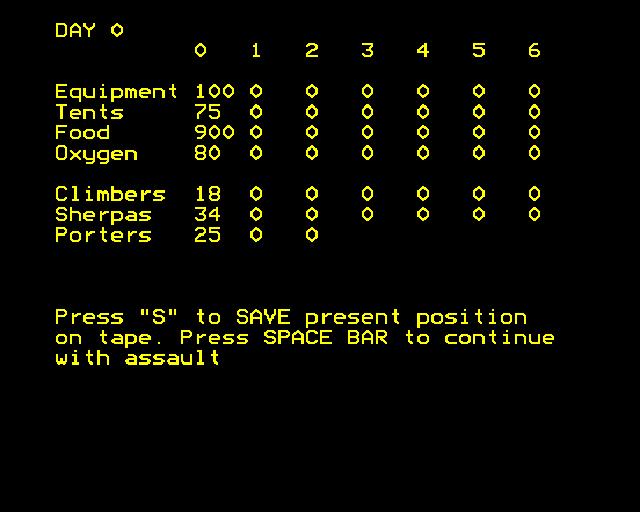 DAY 0
0 1 2 3 4 5 6
Equipment 100 0 0 0 0 0 0
Tents 75 0 0 0 0 0 0
Food 900 0 0 0 0 0 0
Oxygen 80 0 0 0 0 0 0
Climbers 18 0 0 0 0 0 0
Sherpas 34 0 0 0 0 0 0
Porters 25 0 0
Press "S" to SAVE present position
on tape. Press SPACE BAR to continue
with assault